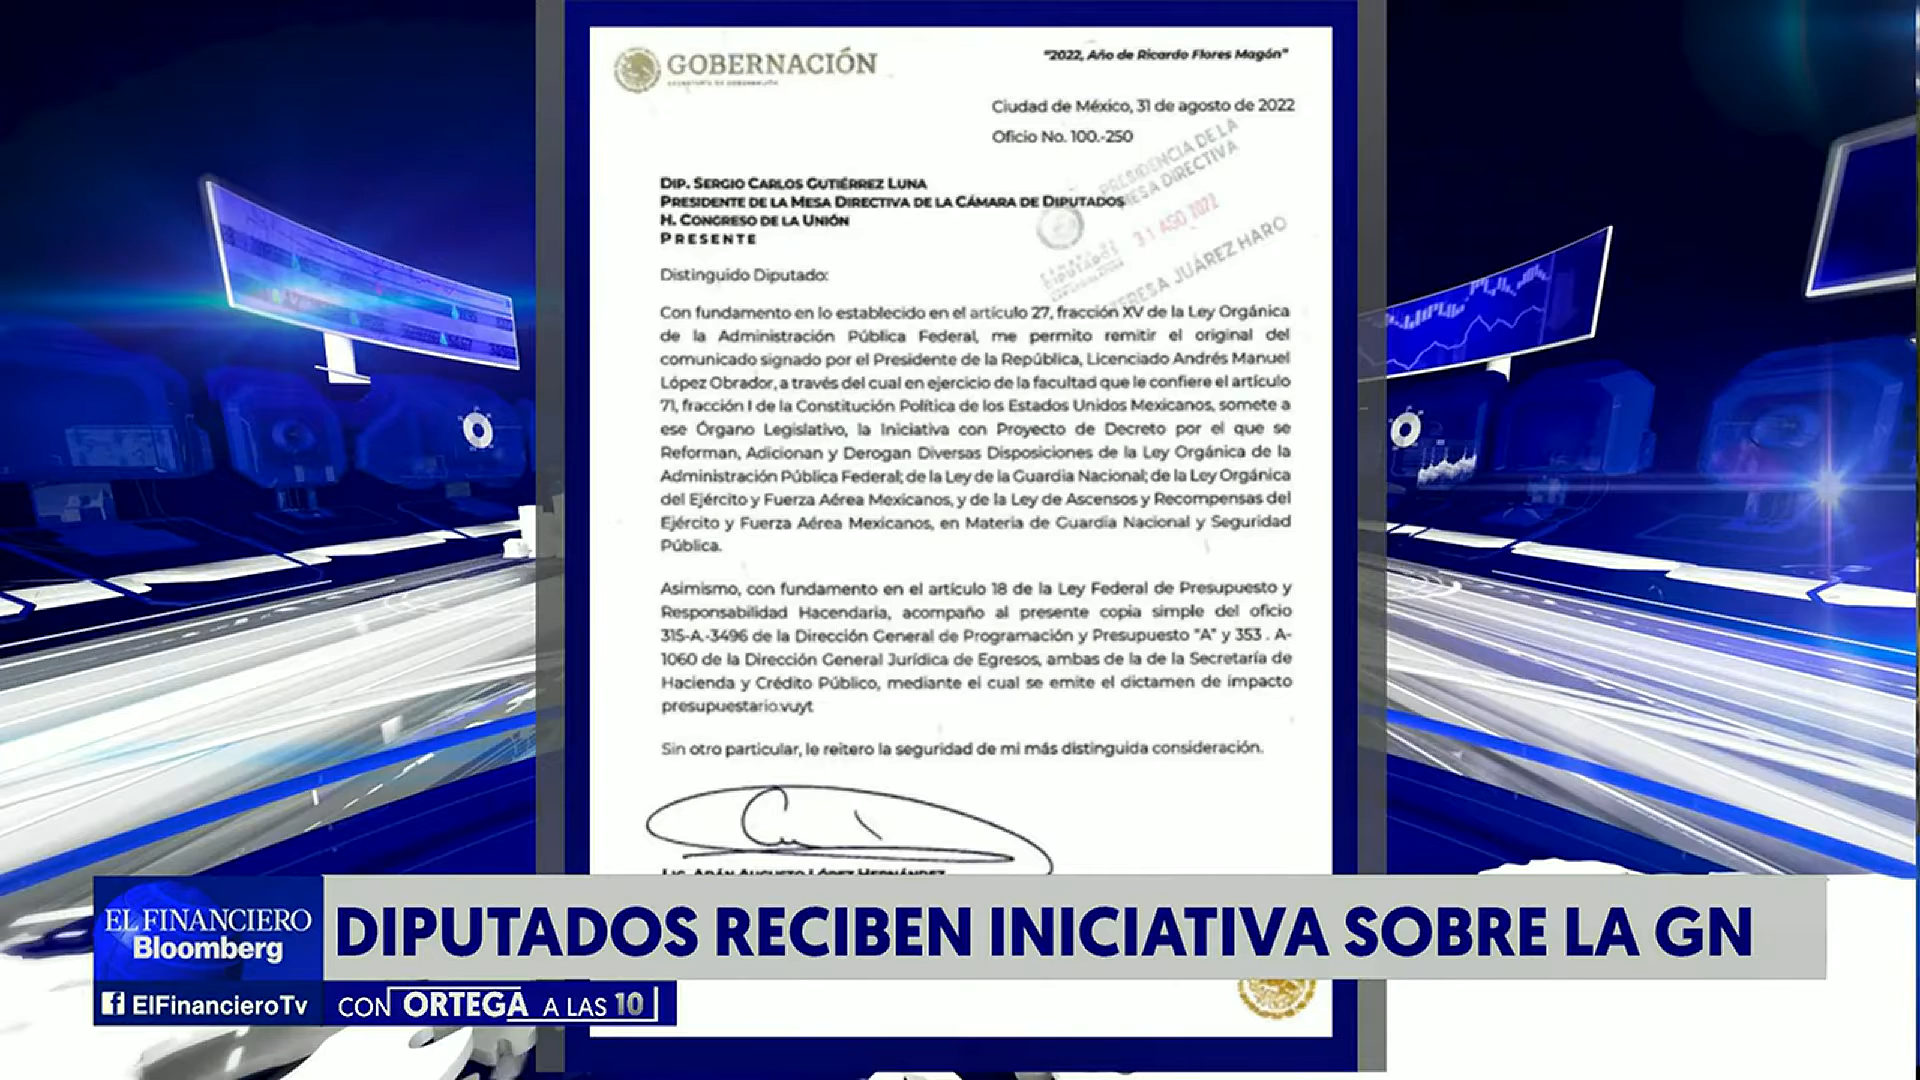 GOBERNACIÓN
SECRETARÍA DE GOBERNACIÓN
"2022, Año de Ricardo Flores Magón"
Ciudad de México, 31 de agosto de 2022
Oficio No. 100.-250
PRESIDENCIA DE LA
MESA DIRECTIVA
31 AGO 2022
JUÁREZ HARO
DIP. SERGIO CARLOS GUTIÉRREZ LUNA
PRESIDENTE DE LA MESA DIRECTIVA DE LA CÁMARA DE DIPUTADOS
H. CONGRESO DE LA UNIÓN
PRESENTE
Distinguido Diputado:
Con fundamento en lo establecido en el artículo 27, fracción XV de la Ley Orgánica
de la Administración Pública Federal, me permito remitir el original del
comunicado signado por el Presidente de la República, Licenciado Andrés Manuel
López Obrador, a través del cual en ejercicio de la facultad que le confiere el artículo
71, fracción I de la Constitución Política de los Estados Unidos Mexicanos, somete a
ese Órgano Legislativo, la Iniciativa con Proyecto de Decreto por el que se
Reforman, Adicionan y Derogan Diversas Disposiciones de la Ley Orgánica de la
Administración Pública Federal; de la Ley de la Guardia Nacional; de la Ley Orgánica
del Ejército y Fuerza Aérea Mexicanos, y de la Ley de Ascensos y Recompensas del
Ejército y Fuerza Aérea Mexicanos, en Materia de Guardia Nacional y Seguridad
Pública.
Asimismo, con fundamento en el artículo 18 de la Ley Federal de Presupuesto y
Responsabilidad Hacendaria, acompaño al presente copia simple del oficio
315-A.-3496 de la Dirección General de Programación y Presupuesto "A" y 353 . A-
1060 de la Dirección General Jurídica de Egresos, ambas de la de la Secretaría de
Hacienda y Crédito Público, mediante el cual se emite el dictamen de impacto
presupuestario.vuyt
Sin otro particular, le reitero la seguridad de mi más distinguida consideración.
LIC. ADÁN AUGUSTO LÓPEZ HERNÁNDEZ
EL FINANCIERO
Bloomberg
DIPUTADOS RECIBEN INICIATIVA SOBRE LA GN
ElFinancieroTv
CON ORTEGA A LAS 10